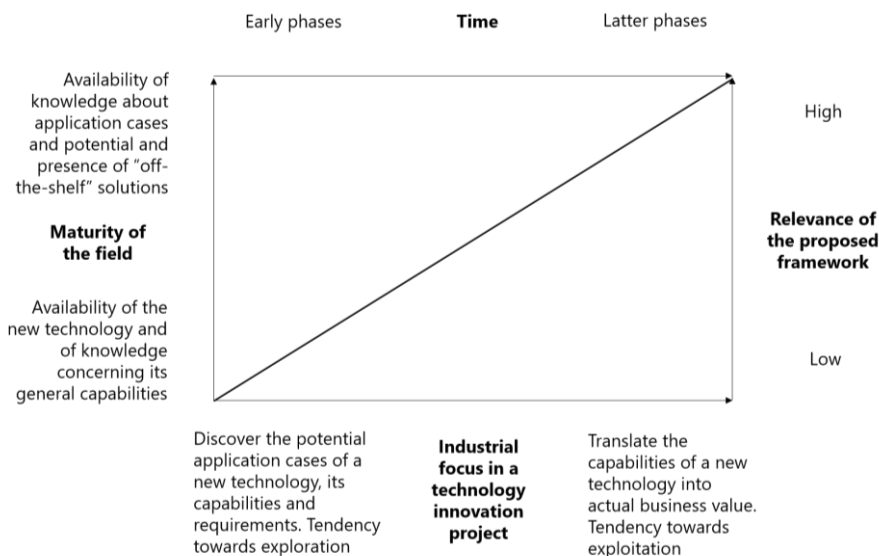 Early phases Time Latter phases
Availability of
knowledge about
application cases
and potential and
presence of "off-
the-shelf" solutions
High
Maturity of
the field
Relevance of
the proposed
framework
Availability of the
new technology and
of knowledge
concerning its
general capabilities
Low
Discover the potential
application cases of a
new technology, its
capabilities and
requirements. Tendency
towards exploration
Industrial
focus in a
technology
innovation
project
Translate the
capabilities of a new
technology into
actual business value.
Tendency towards
exploitation